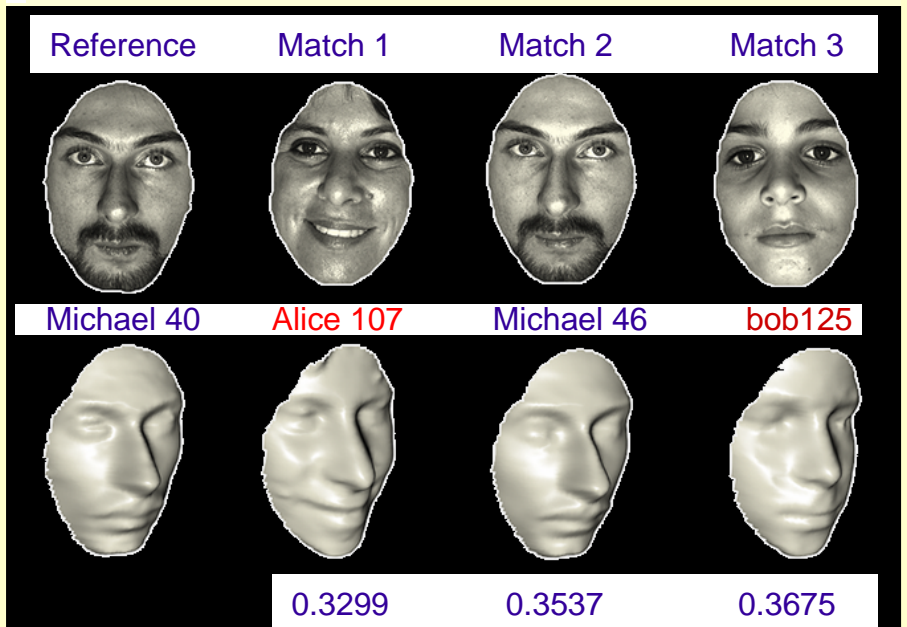 Reference Match 1 Match 2 Match 3
Michael 40 Alice 107 Michael 46 bob125
0.3299 0.3537 0.3675